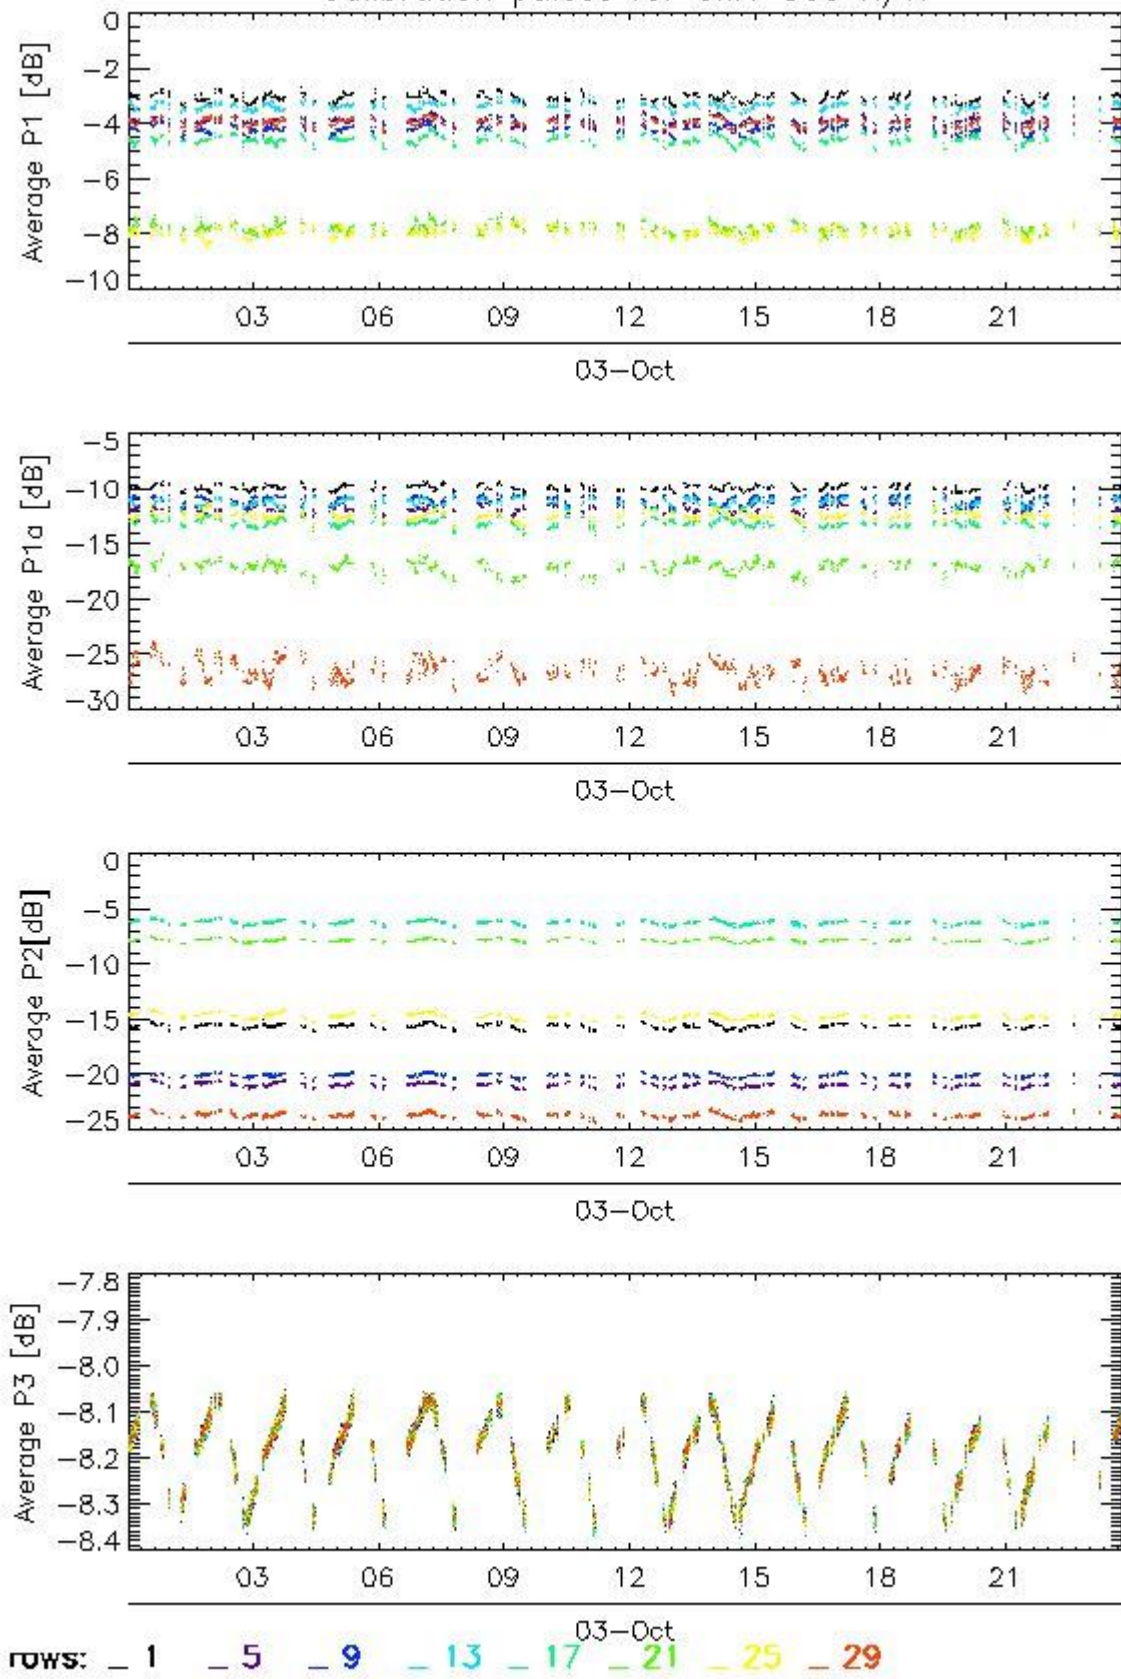 Average P1 [dB]
0
−2
−4
−6
−8
−10
03 06 09 12 15 18 21
03−Oct
Average P1a [dB]
−5
−10
−15
−20
−25
−30
03 06 09 12 15 18 21
03−Oct
Average P2[dB]
0
−5
−10
−15
−20
−25
03 06 09 12 15 18 21
03−Oct
Average P3 [dB]
−7.8
−7.9
−8.0
−8.1
−8.2
−8.3
−8.4
03 06 09 12 15 18 21
03−Oct
rows: _ 1 _ 5 _ 9 _ 13 _ 17 _ 21 _ 25 _ 29